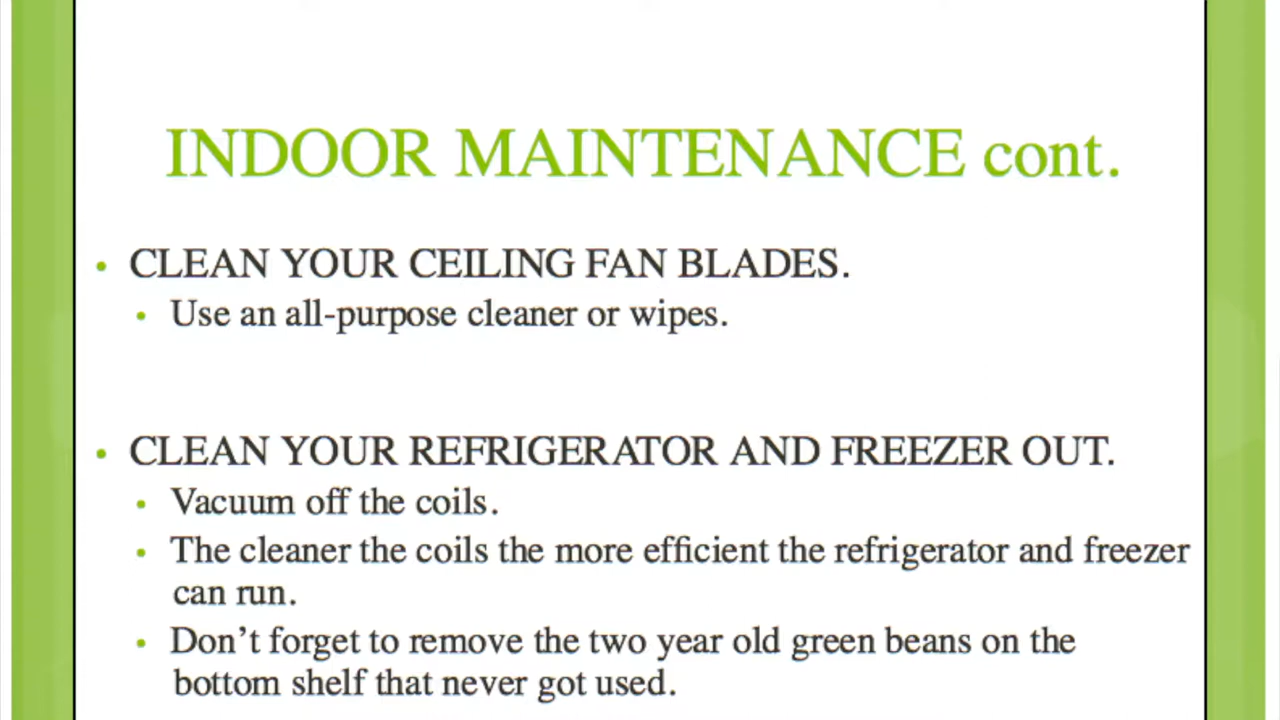 INDOOR MAINTENANCE cont.
• CLEAN YOUR CEILING FAN BLADES.
• Use an all-purpose cleaner or wipes.
• CLEAN YOUR REFRIGERATOR AND FREEZER OUT.
• Vacuum off the coils.
• The cleaner the coils the more efficient the refrigerator and freezer
can run.
• Don’t forget to remove the two year old green beans on the
bottom shelf that never got used.